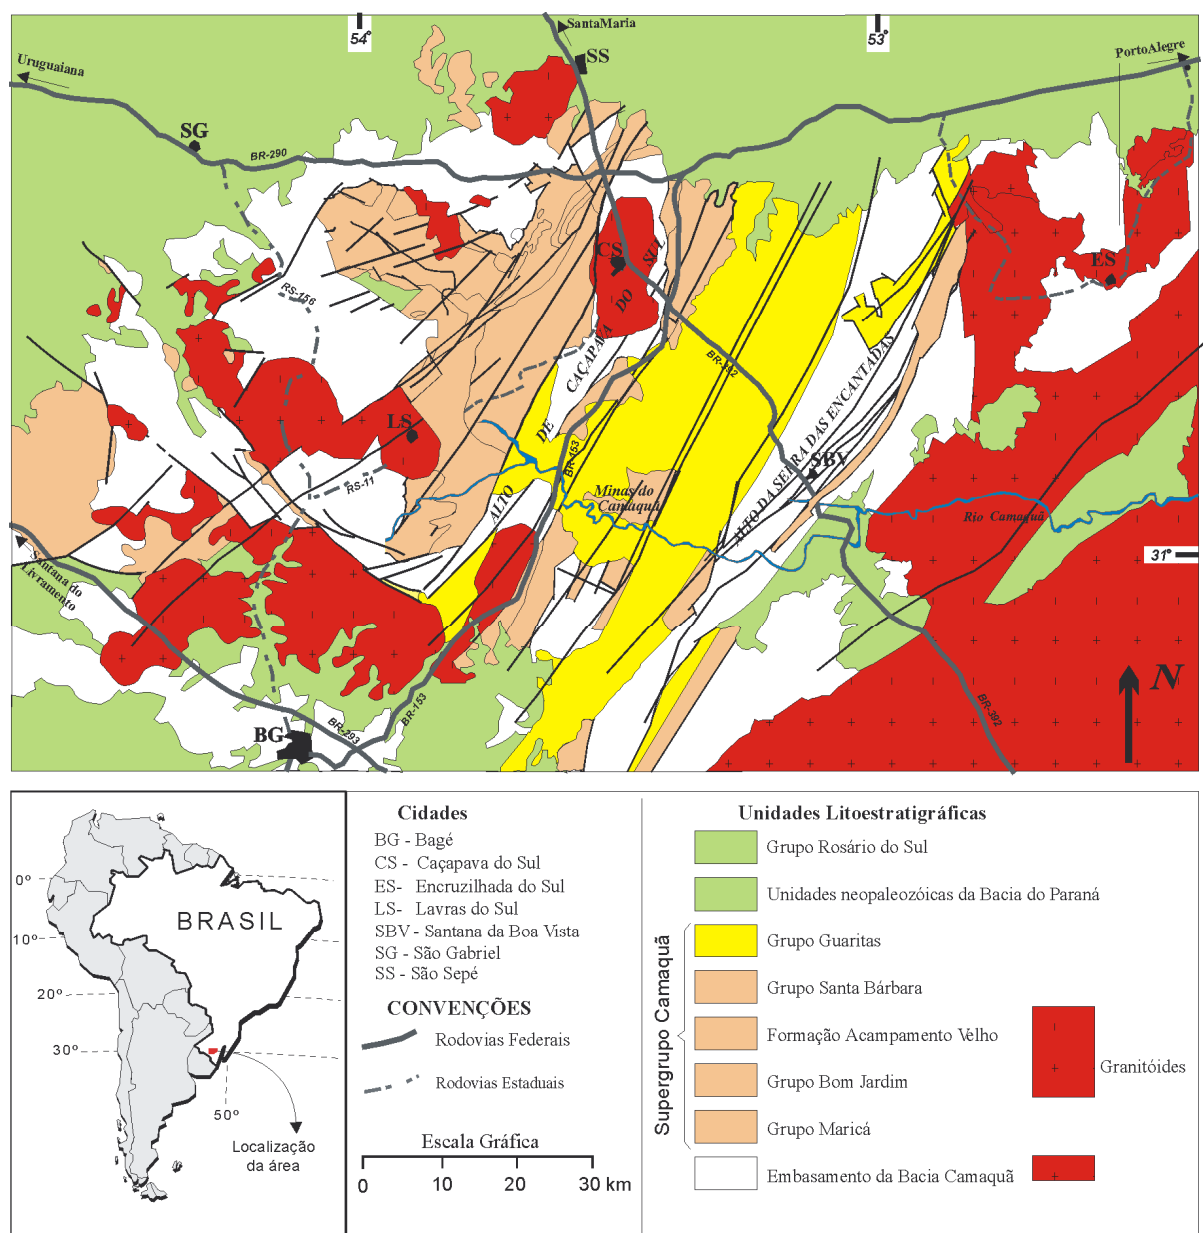 54°
SantaMaria
53°
SS
PortoAlegre
Uruguaiana
SG
BR-290
CS
ES
RS-156
ALTO DE CAÇAPAVA DO SUL
BR-392
LS
BR-153
ALTO DA SERRA DAS ENCANTADAS
SBV
RS-11
Minas do
Camaquã
Rio Camaquã
31°
Santana do
Livramento
N
BR-153
BR-392
BG
BR-293
BRASIL
0º
10º
20º
30º
50º
Localização
da área
Cidades
BG - Bagé
CS - Caçapava do Sul
ES- Encruzilhada do Sul
LS- Lavras do Sul
SBV - Santana da Boa Vista
SG - São Gabriel
SS - São Sepé
CONVENÇÕES
Rodovias Federais
Rodovias Estaduais
Escala Gráfica
0 10 20 30 km
Unidades Litoestratigráficas
Grupo Rosário do Sul
Unidades neopaleozóicas da Bacia do Paraná
Supergrupo Camaquã
Grupo Guaritas
Grupo Santa Bárbara
Formação Acampamento Velho
Grupo Bom Jardim
Grupo Maricá
Granitóides
Embasamento da Bacia Camaquã